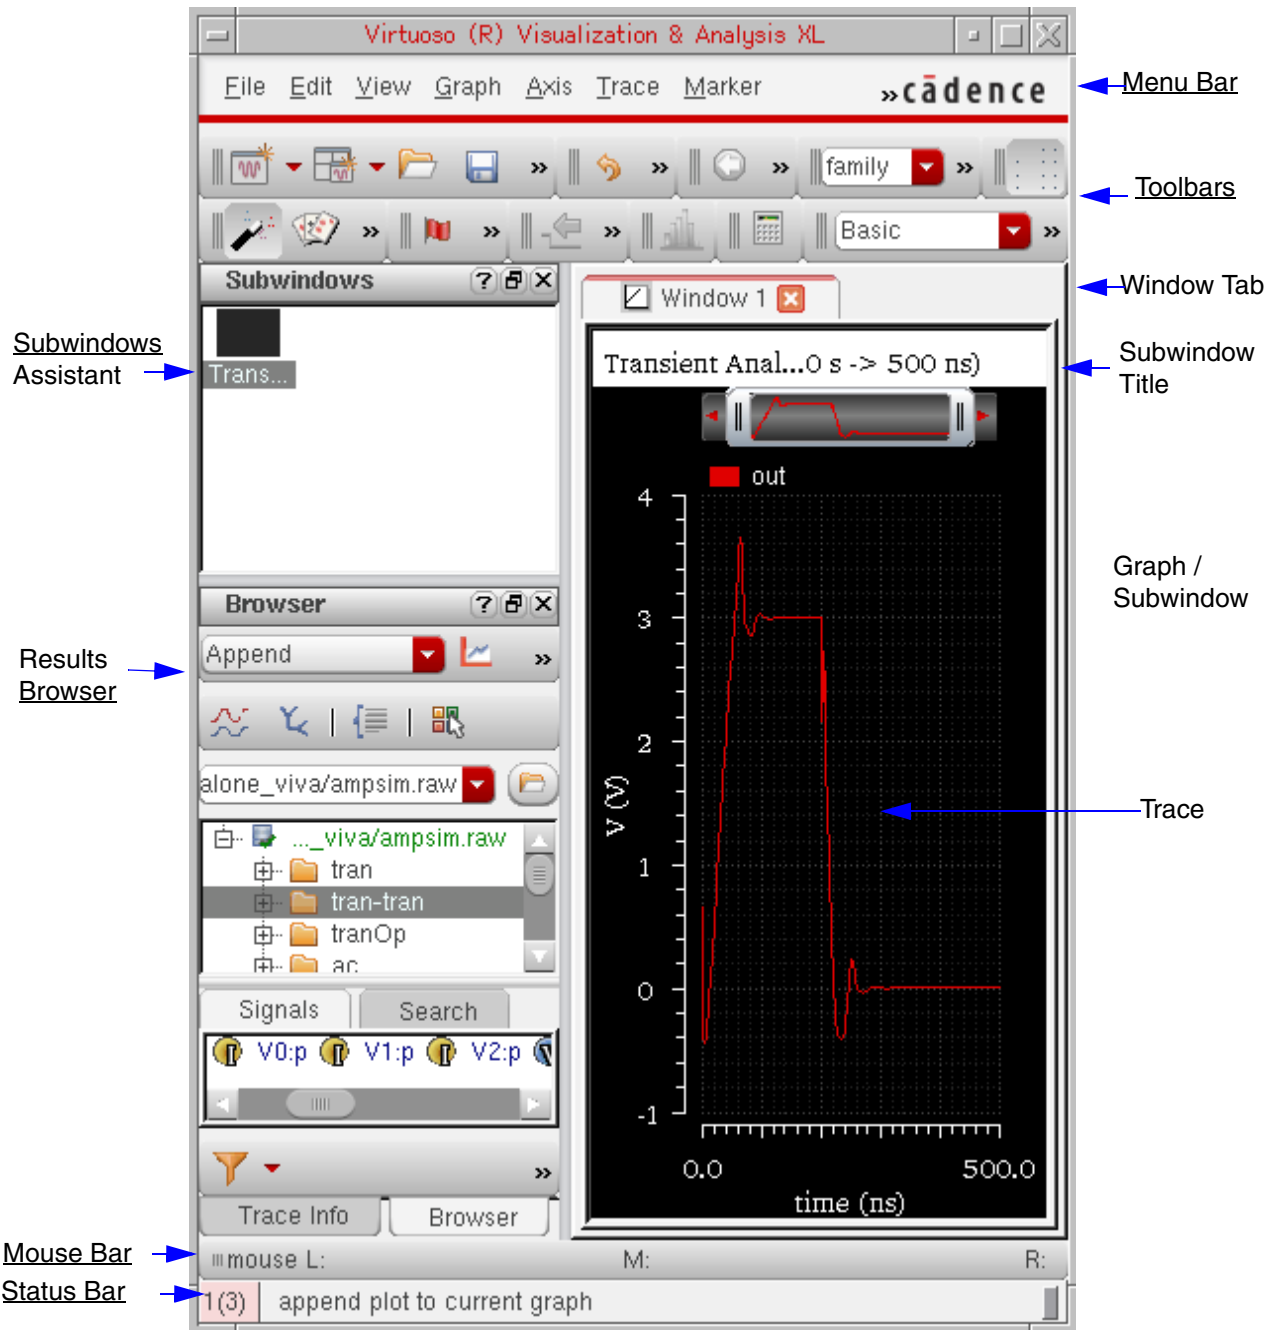 Virtuoso (R) Visualization & Analysis XL
File Edit View Graph Axis Trace Marker
»cādence
Menu Bar
»
»
»
family
»
Toolbars
»
»
»
Basic
»
Subwindows
?
Window 1
Window Tab
Subwindows
Assistant
Trans...
Transient Anal...0 s -> 500 ns)
Subwindow
Title
out
4
3
2
1
0
-1
V (V)
0.0
500.0
time (ns)
Graph /
Subwindow
Trace
Browser
?
Results
Browser
Append
»
alone_viva/ampsim.raw
..._viva/ampsim.raw
tran
tran-tran
tranOp
ac
Signals
Search
V0:p V1:p V2:p
»
Trace Info
Browser
Mouse Bar
mouse L:
M:
R:
Status Bar
1(3)
append plot to current graph